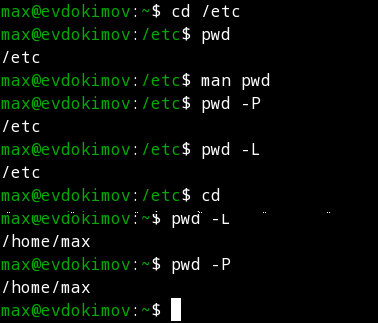 max@evdokimov:~$ cd /etc
max@evdokimov:/etc$ pwd
/etc
max@evdokimov:/etc$ man pwd
max@evdokimov:/etc$ pwd -P
/etc
max@evdokimov:/etc$ pwd -L
/etc
max@evdokimov:/etc$ cd
max@evdokimov:~$ pwd -L
/home/max
max@evdokimov:~$ pwd -P
/home/max
max@evdokimov:~$